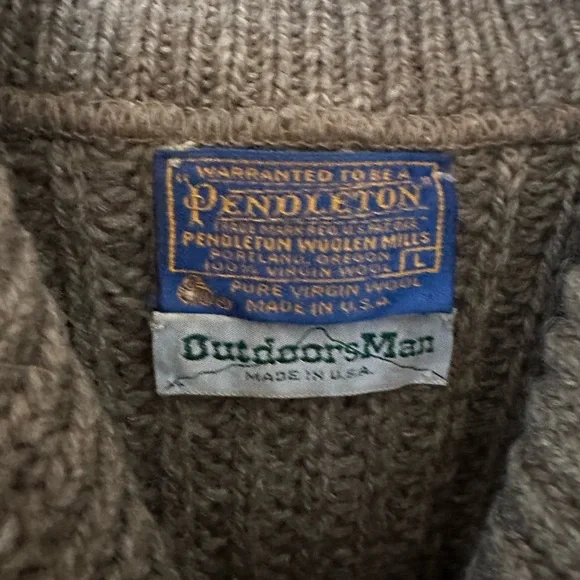 WARRANTED TO BE A
"PENDLETON"
TRADE MARK REG. U.S. PAT. OFF.
PENDLETON WOOLEN MILLS
PORTLAND, OREGON
100% VIRGIN WOOL L
PURE VIRGIN WOOL
MADE IN U.S.A.
OutdoorsMan
MADE IN U.S.A.